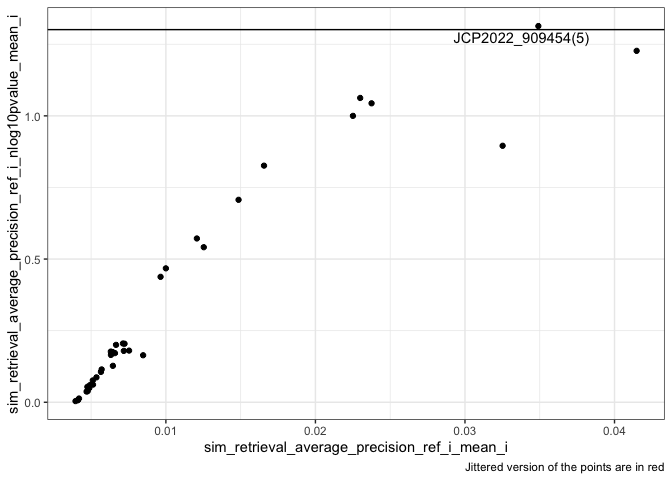 sim_retrieval_average_precision_ref_i_nlog10pvalue_mean_i
1.0
0.5
0.0
JCP2022_909454(5)
0.01
0.02
0.03
0.04
sim_retrieval_average_precision_ref_i_mean_i
Jittered version of the points are in red